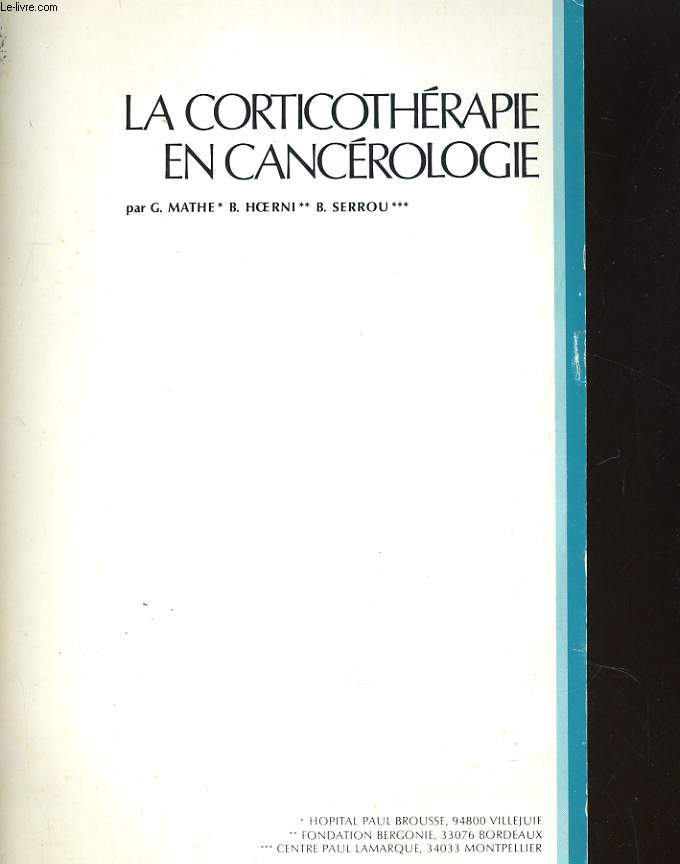 Le-livre.com
LA CORTICOTHÉRAPIE
EN CANCÉROLOGIE
par G. MATHE * B. HŒRNI ** B. SERROU ***
* HOPITAL PAUL BROUSSE, 94800 VILLEJUIF
** FONDATION BERGONIE, 33076 BORDEAUX
*** CENTRE PAUL LAMARQUE, 34033 MONTPELLIER